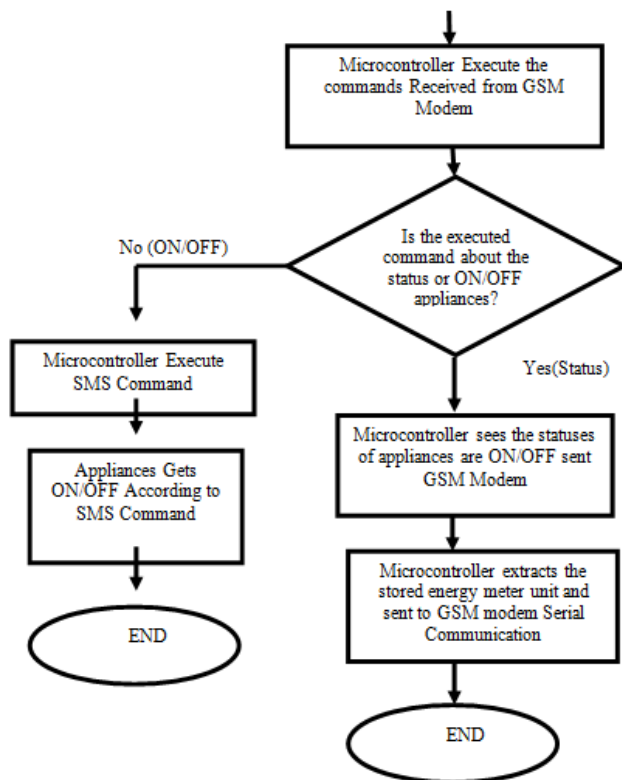 Microcontroller Execute the
commands Received from GSM
Modem
Is the executed
command about the
status or ON/OFF
appliances?
No (ON/OFF)
Microcontroller Execute
SMS Command
Appliances Gets
ON/OFF According to
SMS Command
END
Yes(Status)
Microcontroller sees the statuses
of appliances are ON/OFF sent
GSM Modem
Microcontroller extracts the
stored energy meter unit and
sent to GSM modem Serial
Communication
END